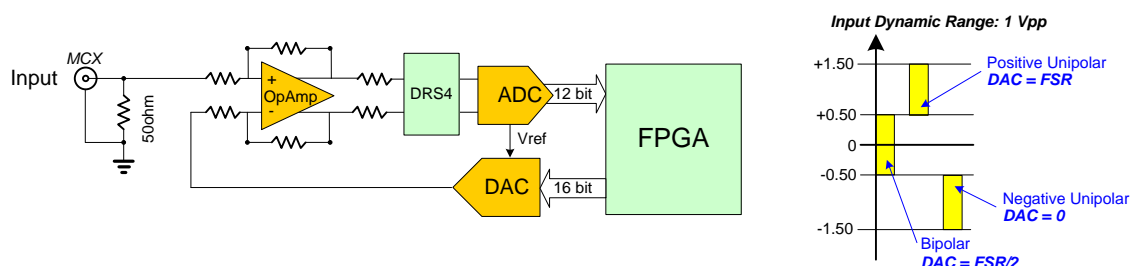 Input
MCX
50ohm
+
OpAmp
-
DRS4
ADC
12 bit
Vref
DAC
16 bit
FPGA
Input Dynamic Range: 1 Vpp
+1.50
+0.50
0
-0.50
-1.50
Positive Unipolar
DAC = FSR
Negative Unipolar
DAC = 0
Bipolar
DAC = FSR/2